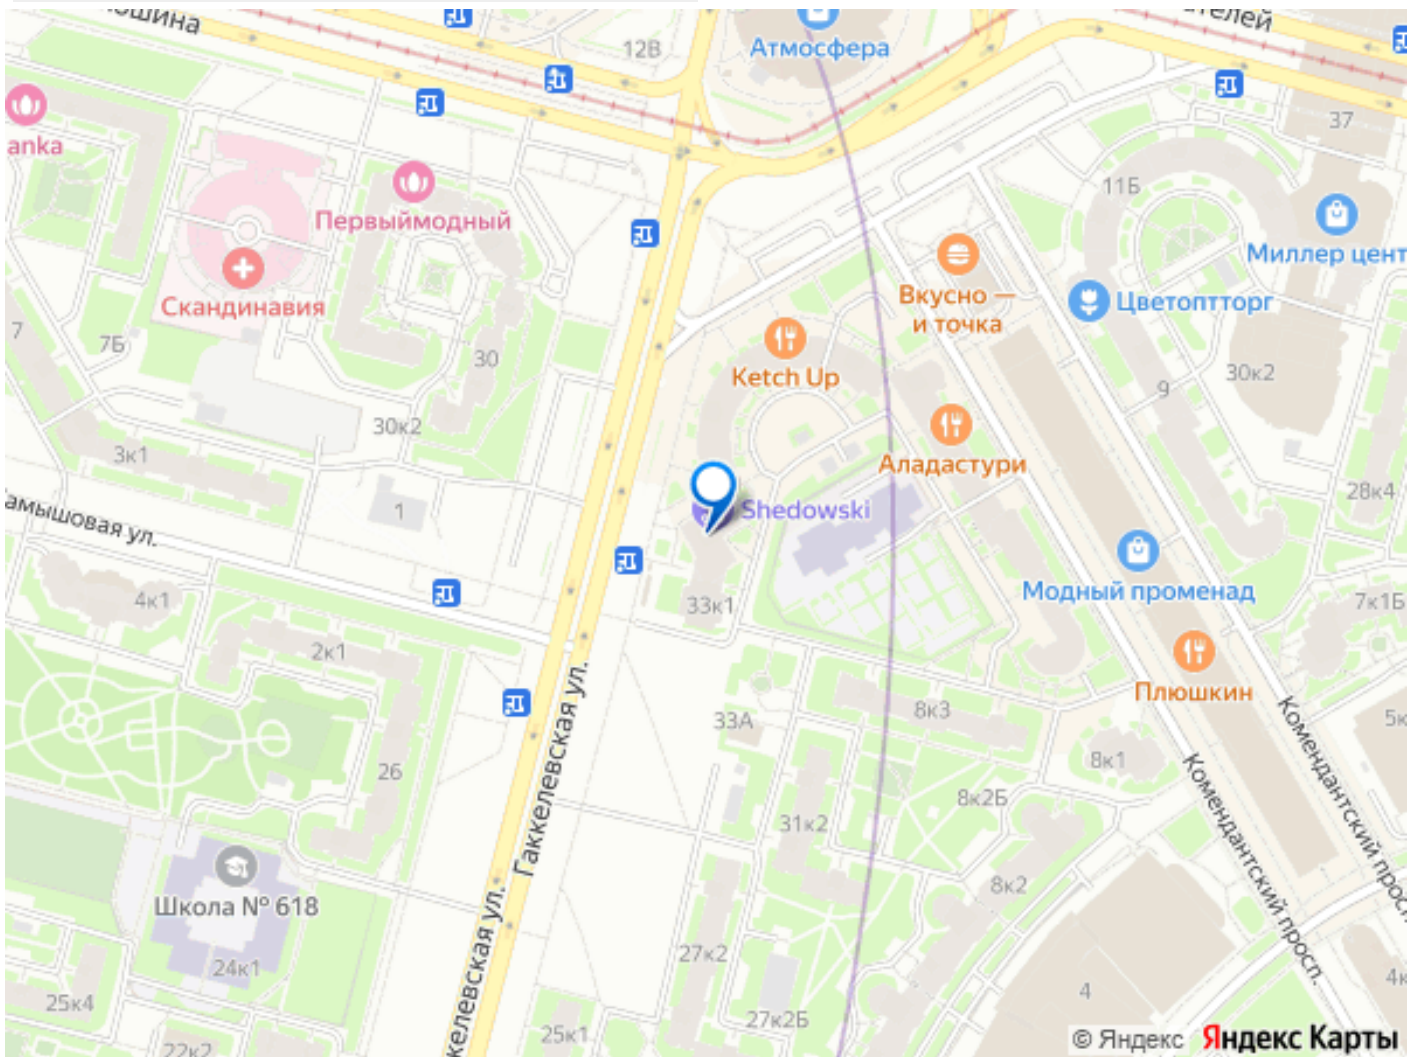 ошина
12В
Атмосфера
ателей
37
anka
Первыймодный
11Б
Миллер цент
Скандинавия
Вкусно —
и точка
Цветоптторг
7
7Б
30
Ketch Up
30к2
9
30к2
3к1
Аладастури
28к4
амышовая ул.
1
Shedowski
Модный променад
4к1
33к1
7к1Б
2к1
Плюшкин
Гаккелевская ул.
33А
8к3
Комендантский просп.
5к
26
8к1
Комендантский просп.
8к2Б
31к2
Школа № 618
8к2
24к1
27к2
келевская ул.
25к4
4
4к
27к2Б
25к1
22к2
© Яндекс Яндекс Карты